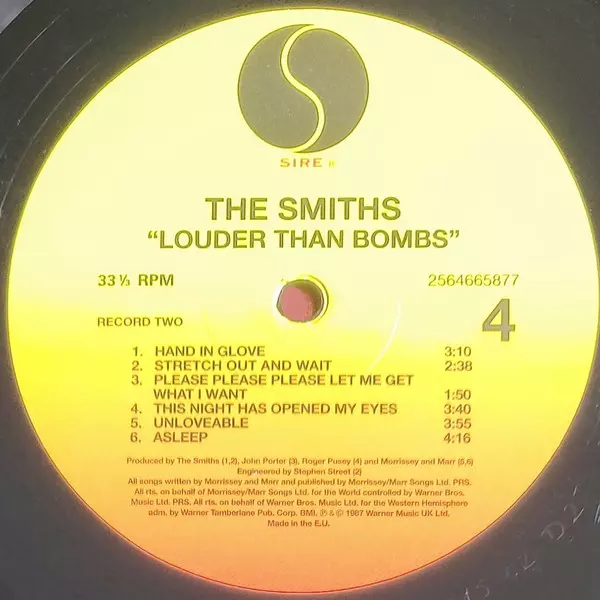 SIRE
THE SMITHS
“LOUDER THAN BOMBS”
33 ⅓ RPM 2564665877
RECORD TWO 4
1. HAND IN GLOVE 3:10
2. STRETCH OUT AND WAIT 2:38
3. PLEASE PLEASE PLEASE LET ME GET
WHAT I WANT 1:50
4. THIS NIGHT HAS OPENED MY EYES 3:40
5. UNLOVEABLE 3:55
6. ASLEEP 4:16
Produced by The Smiths (1,2), John Porter (3), Roger Pusey (4) and Morrissey and Marr (5,6)
Engineered by Stephen Street (2)
All songs written by Morrissey and Marr and published by Morrissey/Marr Songs Ltd. PRS.
All rts. on behalf of Morrissey/Marr Songs Ltd. for the World controlled by Warner Bros.
Music Ltd. PRS. All rts. on behalf of Warner Bros. Music Ltd. for the Western Hemisphere
adm. by Warner Tamberlane Pub. Corp. BMI. ℗ & © 1987 Warner Music UK Ltd.
Made in the E.U.